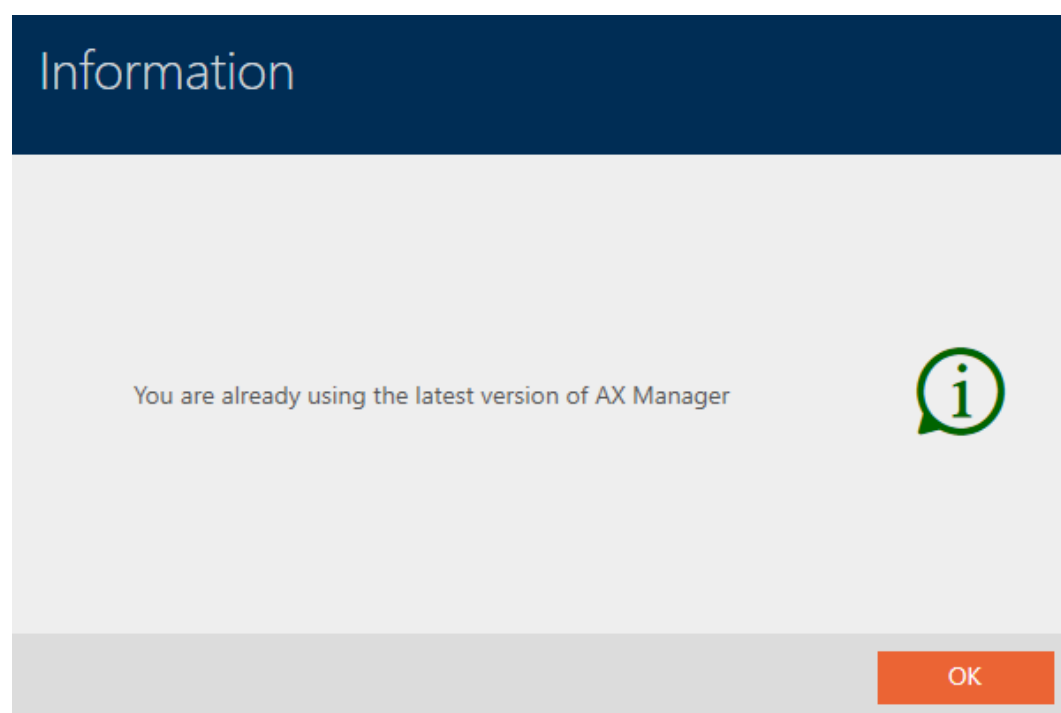 Information
You are already using the latest version of AX Manager
i
OK